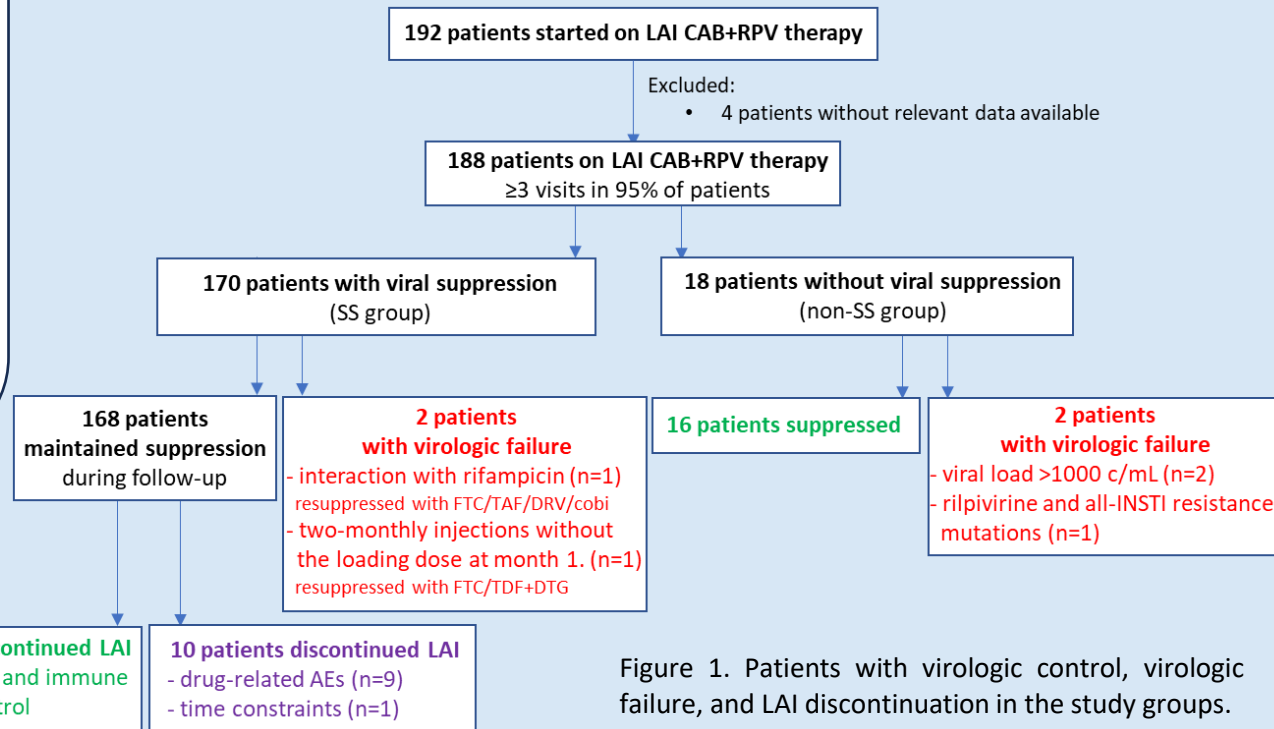 192 patients started on LAI CAB+RPV therapy
Excluded:
• 4 patients without relevant data available
188 patients on LAI CAB+RPV therapy
≥3 visits in 95% of patients
170 patients with viral suppression
(SS group)
18 patients without viral suppression
(non-SS group)
168 patients
maintained suppression
during follow-up
2 patients
with virologic failure
- interaction with rifampicin (n=1)
resuppressed with FTC/TAF/DRV/cobi
- two-monthly injections without
the loading dose at month 1. (n=1)
resuppressed with FTC/TDF+DTG
16 patients suppressed
2 patients
with virologic failure
- viral load >1000 c/mL (n=2)
- rilpivirine and all-INSTI resistance
mutations (n=1)
ontinued LAI
and immune
trol
10 patients discontinued LAI
- drug-related AEs (n=9)
- time constraints (n=1)
Figure 1. Patients with virologic control, virologic
failure, and LAI discontinuation in the study groups.